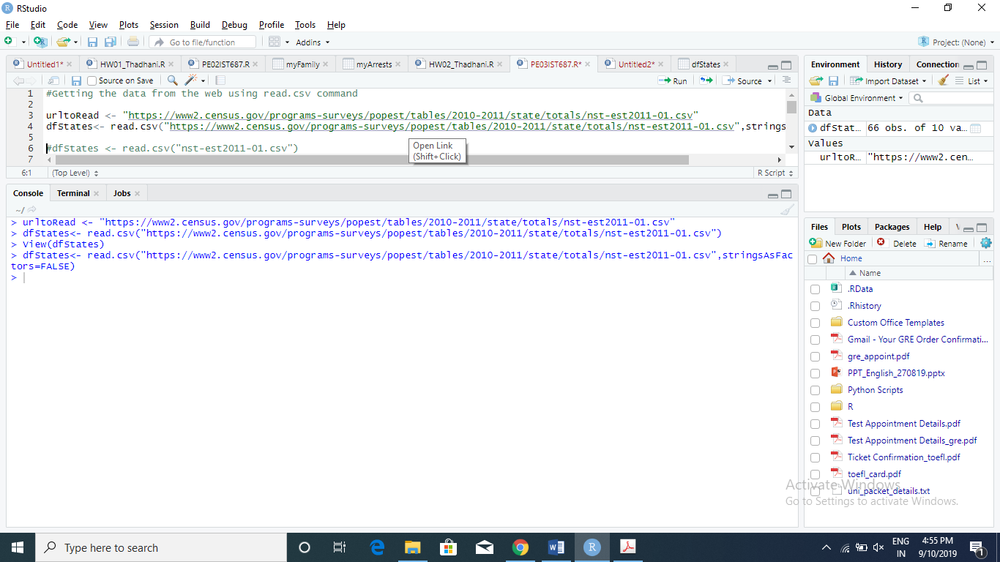 RStudio
File Edit Code View Plots Session Build Debug Profile Tools Help
Go to file/function Addins Project: (None)
Untitled1* HW01_Thadhani.R PE02IST687.R myFamily myArrests HW02_Thadhani.R PE03IST687.R* Untitled2* dfStates
Source on Save Run Source
1 #Getting the data from the web using read.csv command
2
3 urltoRead <- "https://www2.census.gov/programs-surveys/popest/tables/2010-2011/state/totals/nst-est2011-01.csv"
4 dfStates<- read.csv("https://www2.census.gov/programs-surveys/popest/tables/2010-2011/state/totals/nst-est2011-01.csv",strings
5
6 #dfStates <- read.csv("nst-est2011-01.csv")
7
Open Link
(Shift+Click)
6:1 (Top Level) R Script
Console Terminal Jobs
~/
> urltoRead <- "https://www2.census.gov/programs-surveys/popest/tables/2010-2011/state/totals/nst-est2011-01.csv"
> dfStates<- read.csv("https://www2.census.gov/programs-surveys/popest/tables/2010-2011/state/totals/nst-est2011-01.csv")
> View(dfStates)
> dfStates<- read.csv("https://www2.census.gov/programs-surveys/popest/tables/2010-2011/state/totals/nst-est2011-01.csv",stringsAsFac
tors=FALSE)
>
Environment History Connection
Import Dataset List
Global Environment
Data
dfStat… 66 obs. of 10 va…
Values
urltoR… "https://www2.cen…
Files Plots Packages Help
New Folder Delete Rename
Home ...
Name
.RData
.Rhistory
Custom Office Templates
Gmail - Your GRE Order Confirmati...
gre_appoint.pdf
PPT_English_270819.pptx
Python Scripts
R
Test Appointment Details.pdf
Test Appointment Details_gre.pdf
Ticket Confirmation_toefl.pdf
toefl_card.pdf
uni_packet_details.txt
Activate Windows
Go to Settings to activate Windows.
Type here to search
ENG
IN
4:55 PM
9/10/2019
1